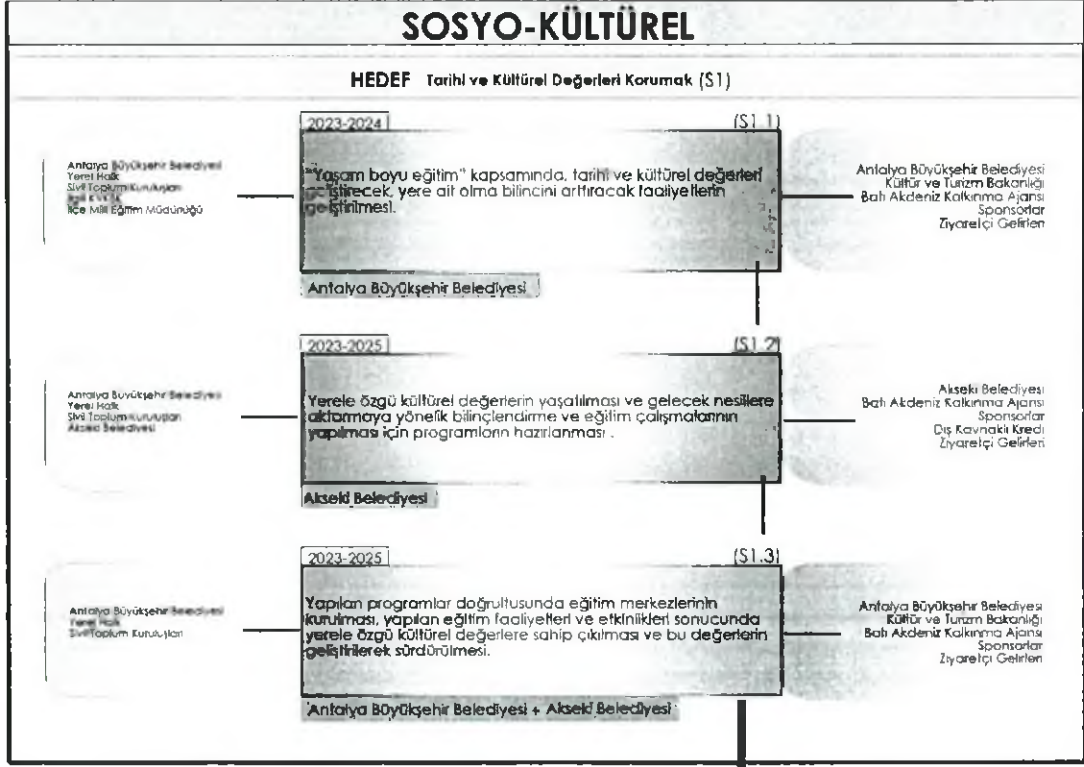 SOSYO-KÜLTÜREL
HEDEF Tarihi ve Kültürel Değerleri Korumak (S1)
2023-2024
(S1.1)
Antalya Büyükşehir Belediyesi
Yerel Halk
Sivil Toplum Kuruluşları
İlçe Milli Eğitim Müdürlüğü
"Yaşam boyu eğitim" kapsamında, tarihi ve kültürel değerleri
geliştirecek, yere ait olma bilincini arttıracak faaliyetlerin
geliştirilmesi.
Antalya Büyükşehir Belediyesi
Kültür ve Turizm Bakanlığı
Batı Akdeniz Kalkınma Ajansı
Sponsorlar
Ziyaretçi Gelirleri
Antalya Büyükşehir Belediyesi
2023-2025
(S1.2)
Antalya Büyükşehir Belediyesi
Yerel Halk
Sivil Toplum Kuruluşları
Akseki Belediyesi
Yerele özgü kültürel değerlerin yaşatılması ve gelecek nesillere
aktarmaya yönelik bilinçlendirme ve eğitim çalışmalarının
yapılması için programların hazırlanması .
Akseki Belediyesi
Batı Akdeniz Kalkınma Ajansı
Sponsorlar
Dış Kaynaklı Kredi
Ziyaretçi Gelirleri
Akseki Belediyesi
2023-2025
(S1.3)
Antalya Büyükşehir Belediyesi
Yerel Halk
Sivil Toplum Kuruluşları
Yapılan programlar doğrultusunda eğitim merkezlerinin
kurulması, yapılan eğitim faaliyetleri ve etkinlikleri sonucunda
yerele özgü kültürel değerlere sahip çıkılması ve bu değerlerin
geliştirilerek sürdürülmesi.
Antalya Büyükşehir Belediyesi
Kültür ve Turizm Bakanlığı
Batı Akdeniz Kalkınma Ajansı
Sponsorlar
Ziyaretçi Gelirleri
Antalya Büyükşehir Belediyesi + Akseki Belediyesi